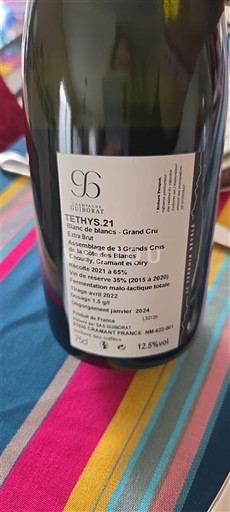 96
CHAMPAGNE
GUIBORAT
TETHYS.21
Blanc de blancs - Grand Cru
Extra Brut
Assemblage de 3 Grands Crus
de la Côte des Blancs
Chouilly, Cramant et Oiry
Récolte 2021 à 65%
Vin de réserve 35% (2015 à 2020)
Fermentation malo-lactique totale
Tirage avril 2022
Dosage 1.5 g/l
Dégorgement janvier 2024
Produit de France
Elaboré par SAS GUIBORAT
51530 CRAMANT FRANCE
contient des sulfites
75cl
12.5%vol